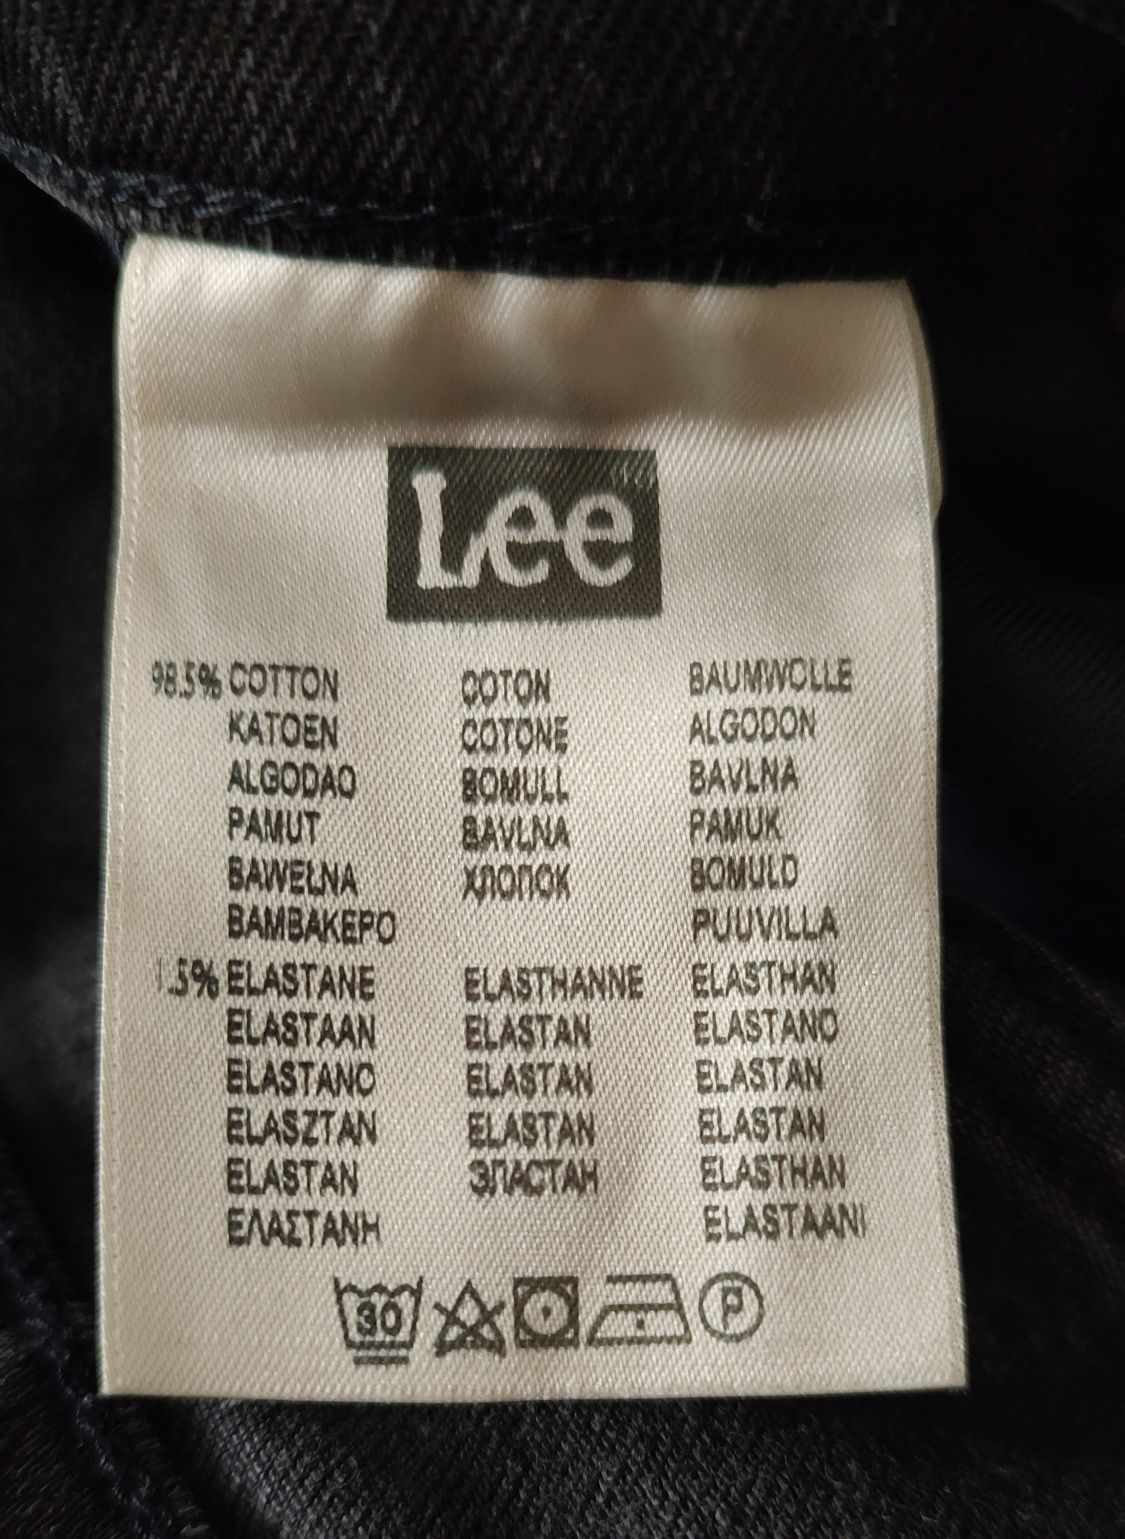 Lee
98.5% COTTON COTON BAUMWOLLE
KATOEN COTONE ALGODON
ALGODAO BOMULL BAVLNA
PAMUT BAVLNA PAMUK
BAWEŁNA ХЛОПОК BOMULD
BAMBAKEPO PUUVILLA
1.5% ELASTANE ELASTHANNE ELASTHAN
ELASTAAN ELASTAN ELASTANO
ELASTANO ELASTAN ELASTAN
ELASZTAN ELASTAN ELASTAN
ELASTAN ЭЛАСТАН ELASTHAN
ΕΛΑΣΤΑΝΗ ELASTAANI
30 P